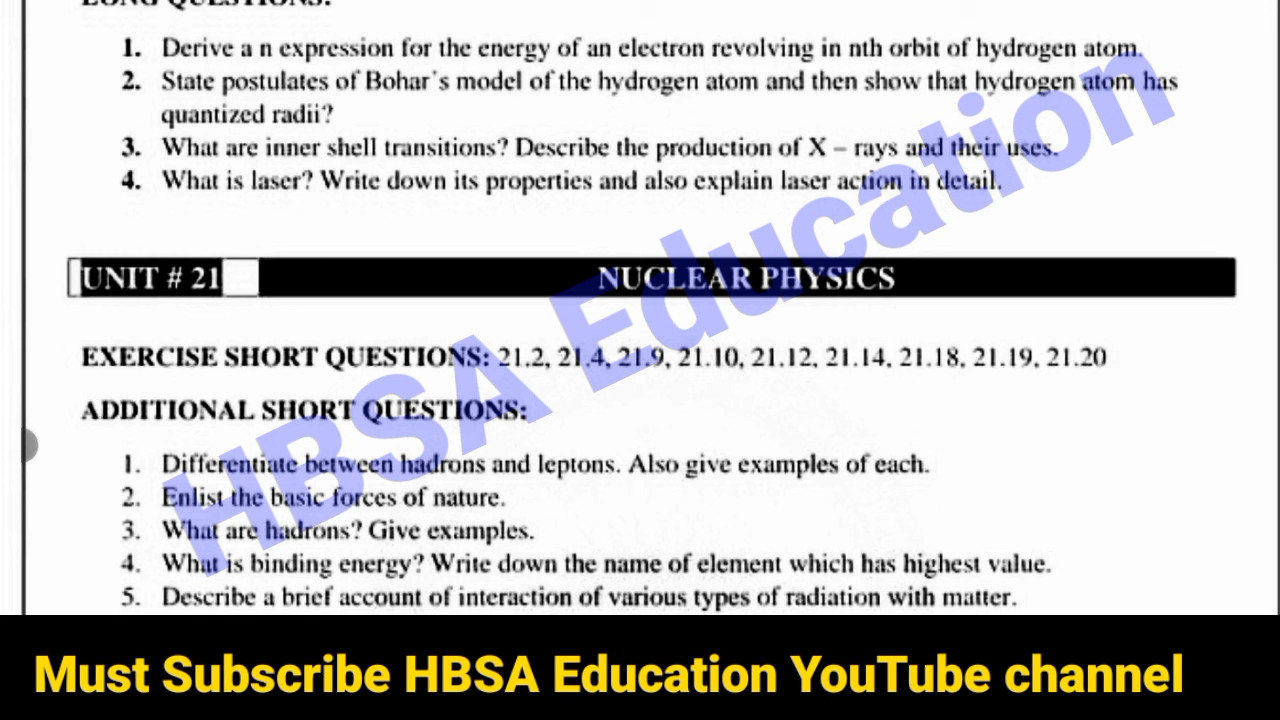 LONG QUESTIONS:
1. Derive a n expression for the energy of an electron revolving in nth orbit of hydrogen atom.
2. State postulates of Bohar's model of the hydrogen atom and then show that hydrogen atom has
quantized radii?
3. What are inner shell transitions? Describe the production of X – rays and their uses.
4. What is laser? Write down its properties and also explain laser action in detail.
UNIT # 21 NUCLEAR PHYSICS
EXERCISE SHORT QUESTIONS: 21.2, 21.4, 21.9, 21.10, 21.12, 21.14, 21.18, 21.19, 21.20
ADDITIONAL SHORT QUESTIONS:
1. Differentiate between hadrons and leptons. Also give examples of each.
2. Enlist the basic forces of nature.
3. What are hadrons? Give examples.
4. What is binding energy? Write down the name of element which has highest value.
5. Describe a brief account of interaction of various types of radiation with matter.
HBSA Education
Must Subscribe HBSA Education YouTube channel